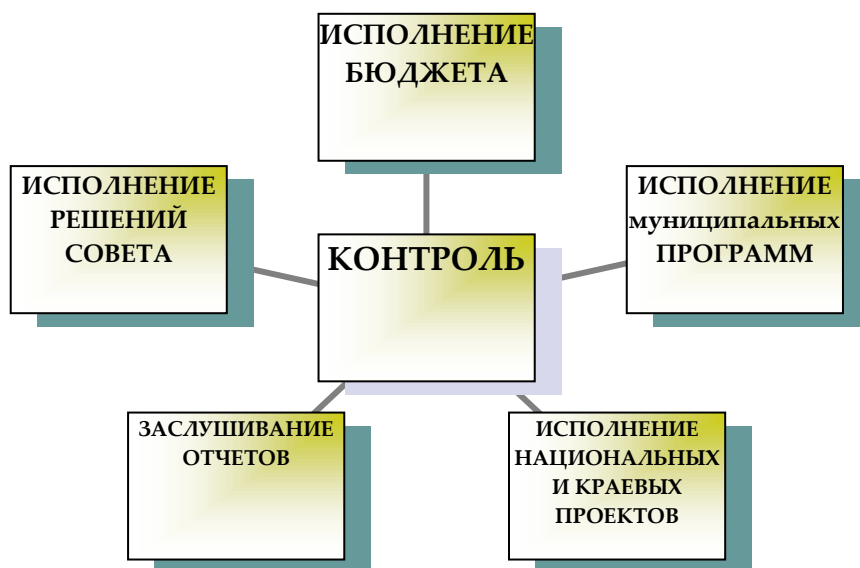 ИСПОЛНЕНИЕ
БЮДЖЕТА
ИСПОЛНЕНИЕ
РЕШЕНИЙ
СОВЕТА
ИСПОЛНЕНИЕ
муниципальных
ПРОГРАММ
КОНТРОЛЬ
ЗАСЛУШИВАНИЕ
ОТЧЕТОВ
ИСПОЛНЕНИЕ
НАЦИОНАЛЬНЫХ
И КРАЕВЫХ
ПРОЕКТОВ